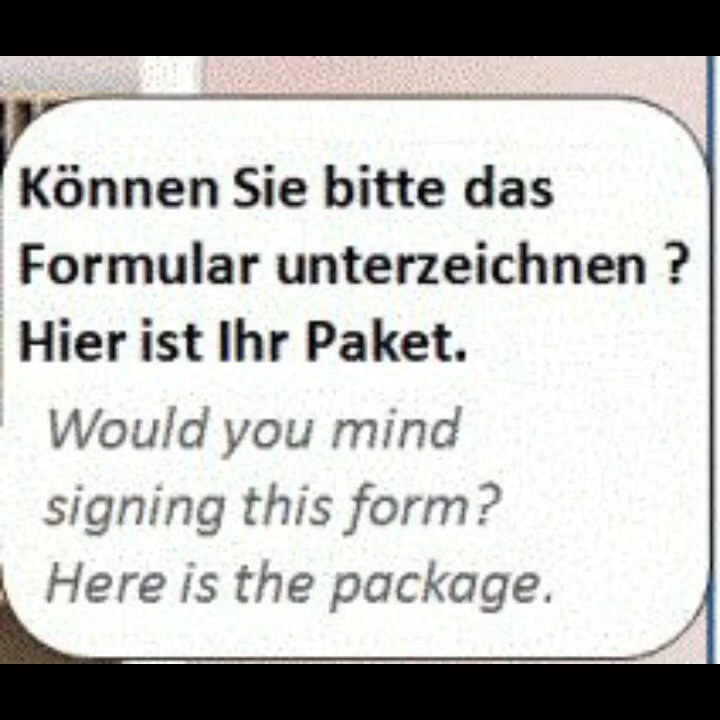 Können Sie bitte das
Formular unterzeichnen ?
Hier ist Ihr Paket.
Would you mind
signing this form?
Here is the package.